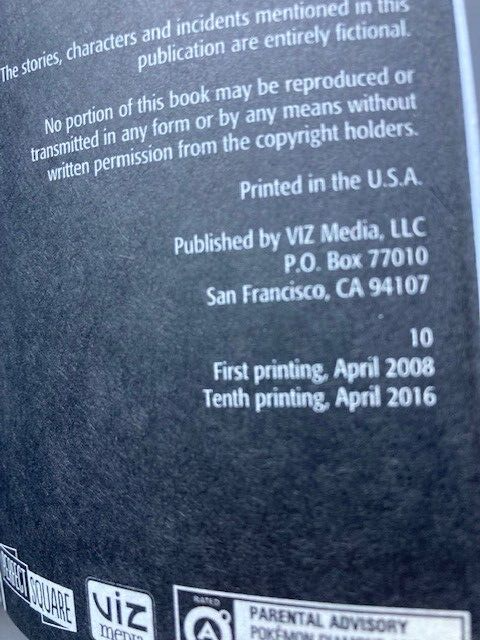 The stories, characters and incidents mentioned in this
publication are entirely fictional.
No portion of this book may be reproduced or
transmitted in any form or by any means without
written permission from the copyright holders.
Printed in the U.S.A.
Published by VIZ Media, LLC
P.O. Box 77010
San Francisco, CA 94107
10
First printing, April 2008
Tenth printing, April 2016
SQUARE
viz
media
RATED
A
PARENTAL ADVISORY
POKÉMON